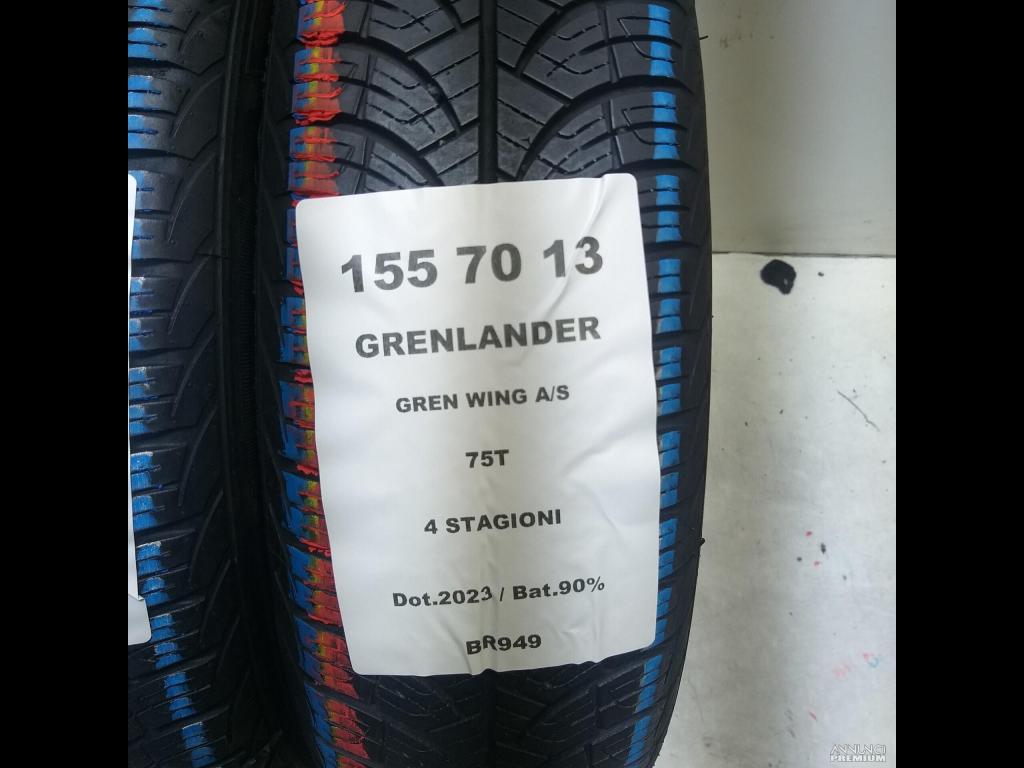 155 70 13
GRENLANDER
GREN WING A/S
75T
4 STAGIONI
Dot.2023 / Bat.90%
BR949
ANNUNCI
PREMIUM